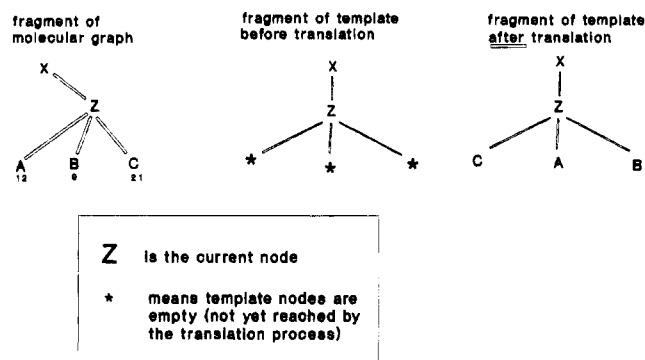 fragment of
molecular graph
X
Z
A B C
12 9 21
fragment of template
before translation
X
Z
* * *
fragment of template
after translation
X
Z
C A B
Z is the current node
* means template nodes are
empty (not yet reached by
the translation process)